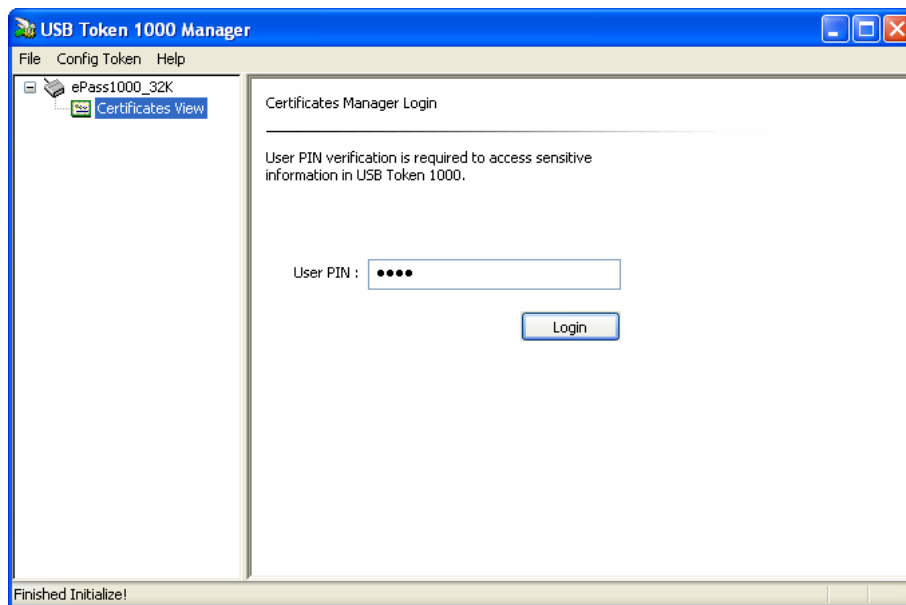 USB Token 1000 Manager
File Config Token Help
ePass1000_32K
Certificates View
Certificates Manager Login
User PIN verification is required to access sensitive
information in USB Token 1000.
User PIN :
Login
Finished Initialize!